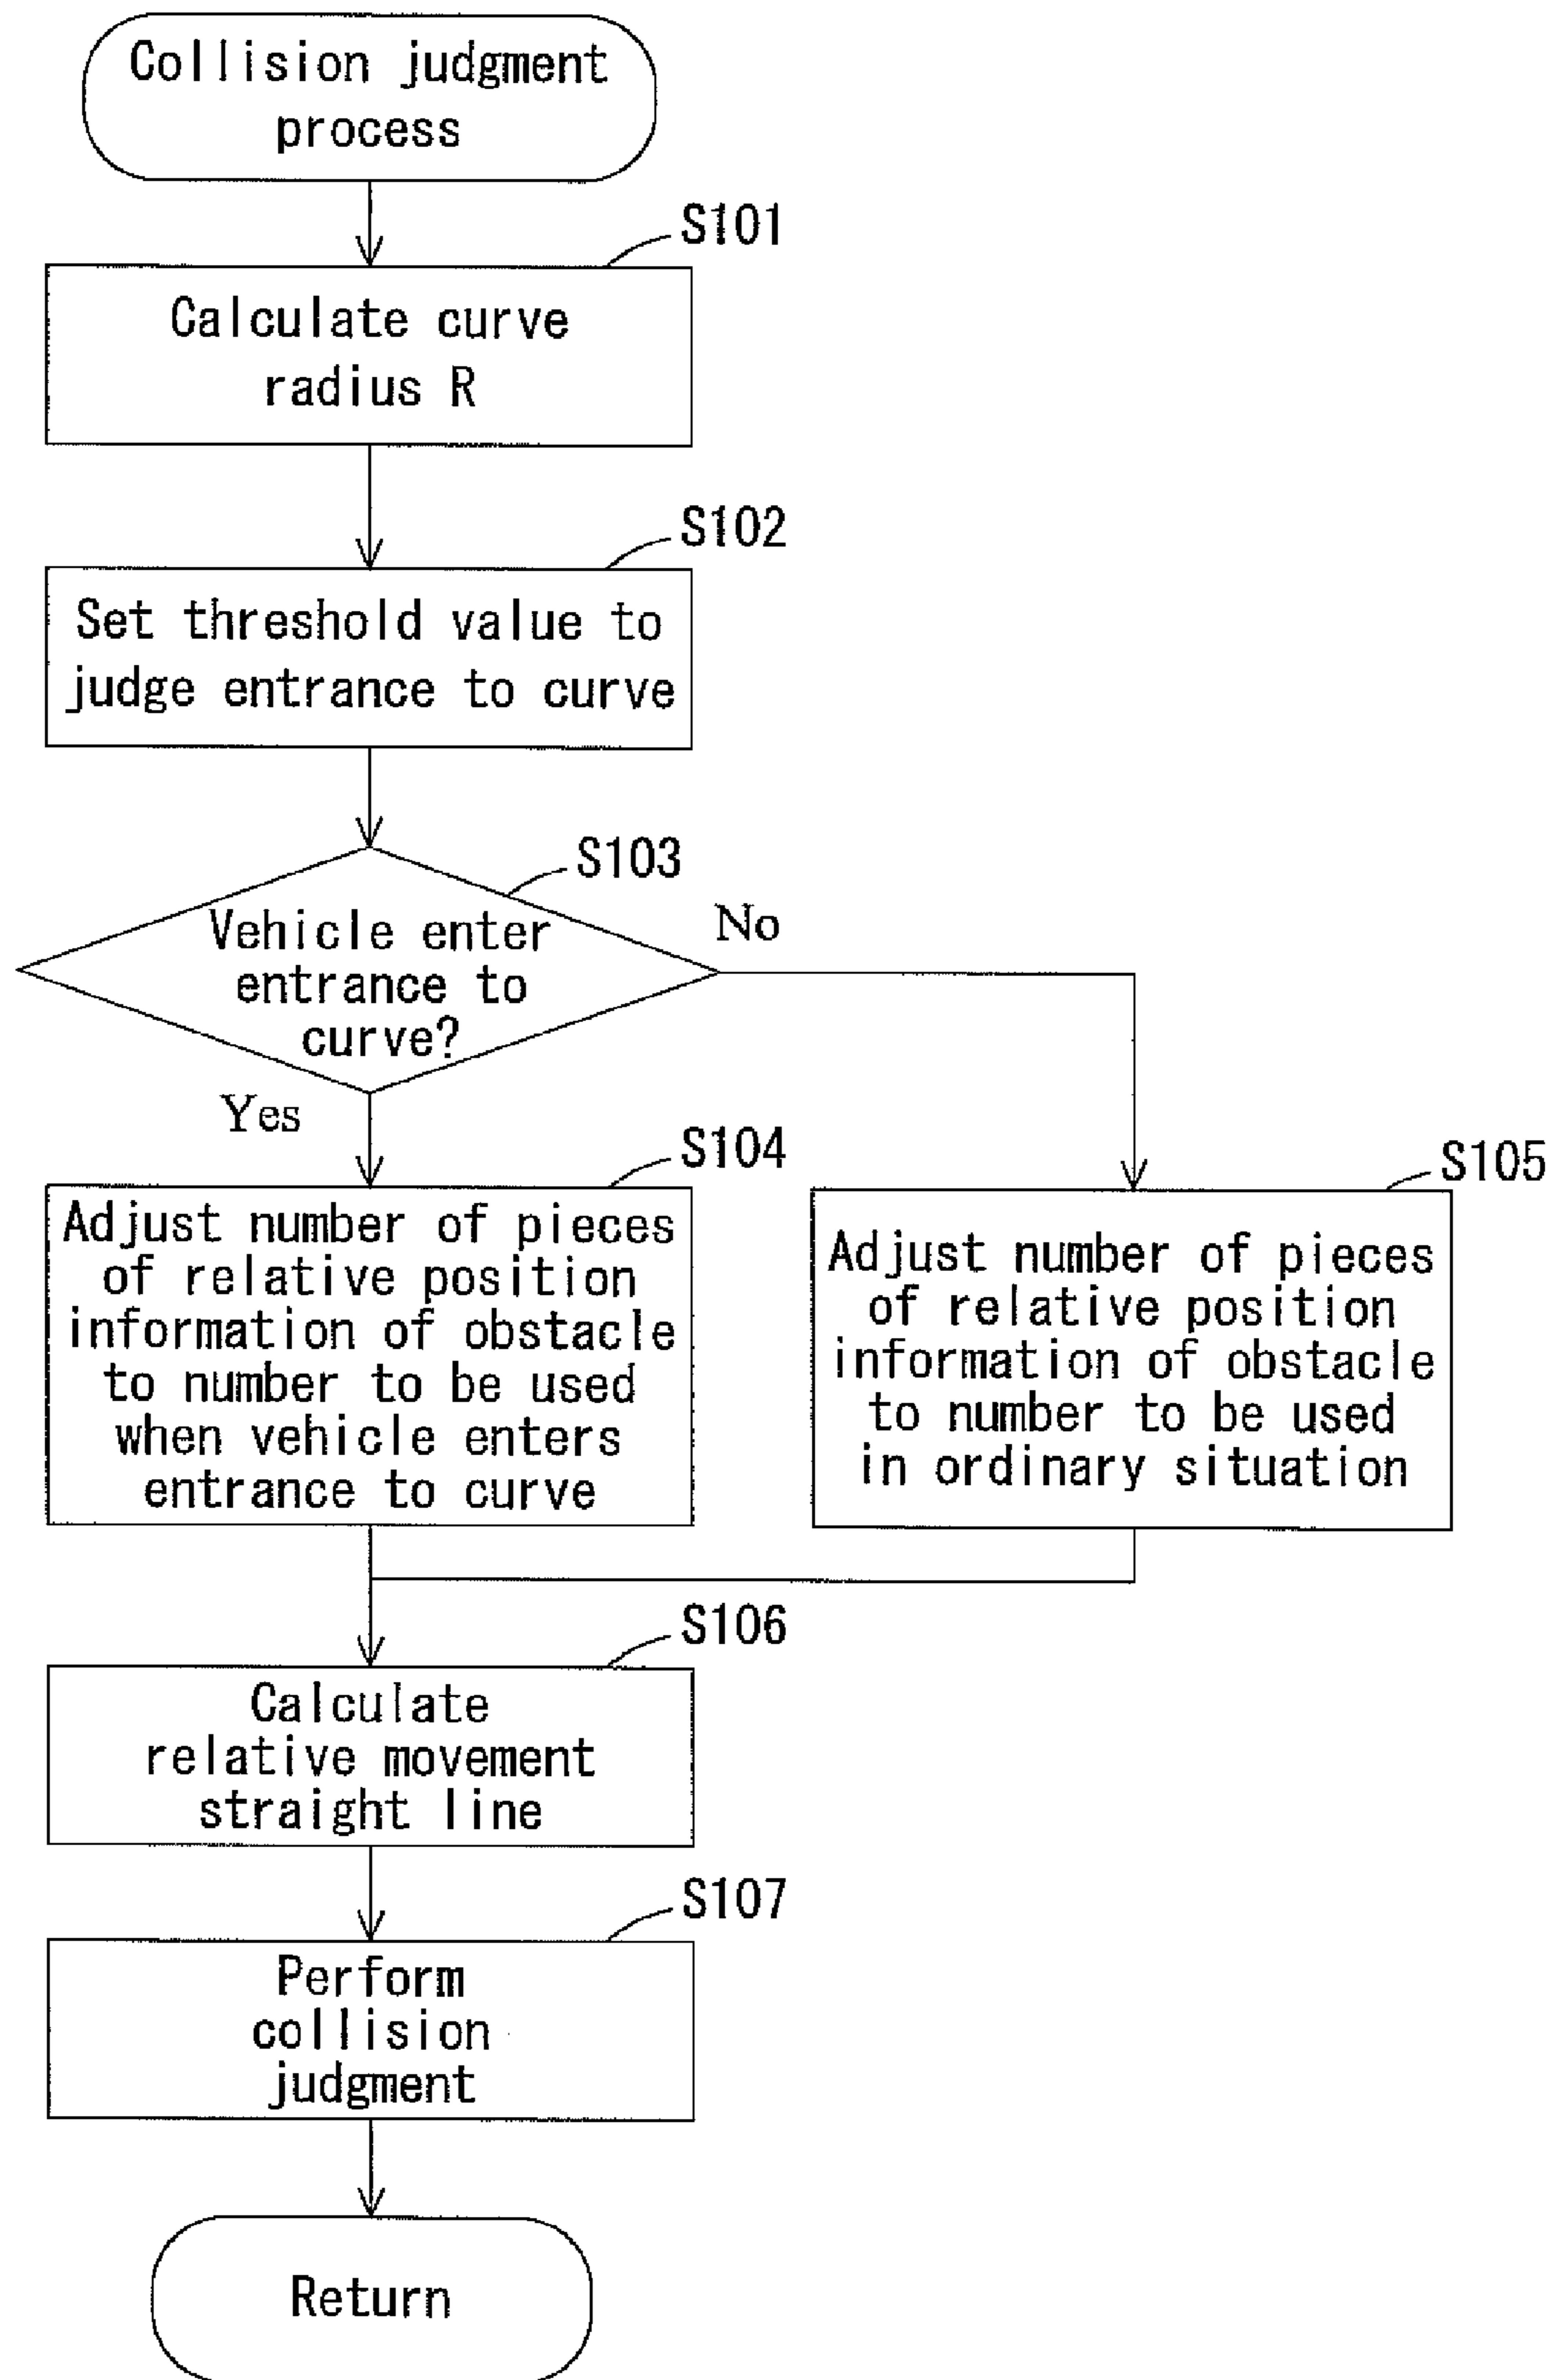 Collision judgment
process
S101
Calculate curve
radius R
S102
Set threshold value to
judge entrance to curve
S103
Vehicle enter
entrance to
curve?
No
Yes
S104
Adjust number of pieces
of relative position
information of obstacle
to number to be used
when vehicle enters
entrance to curve
S105
Adjust number of pieces
of relative position
information of obstacle
to number to be used
in ordinary situation
S106
Calculate
relative movement
straight line
S107
Perform
collision
judgment
Return